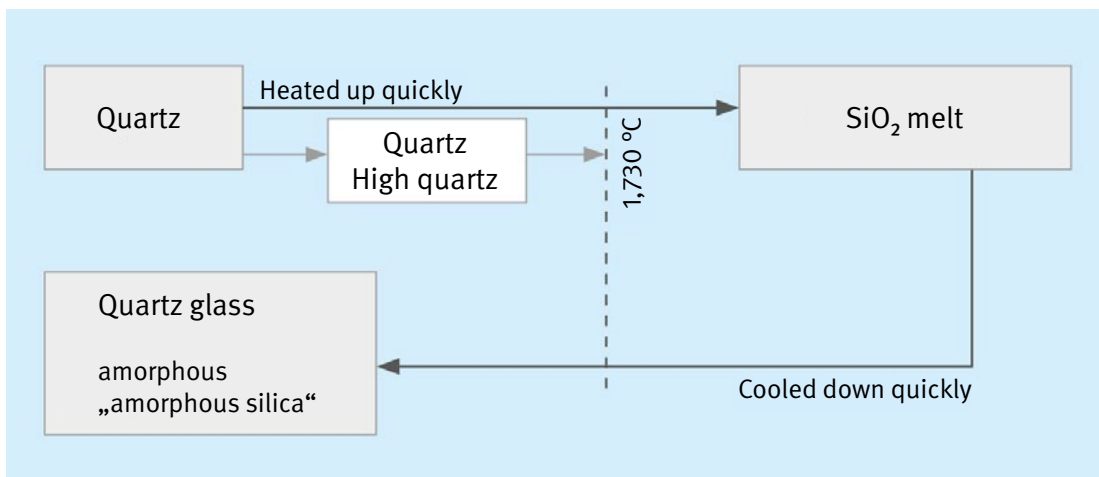 Quartz
Heated up quickly
Quartz
High quartz
1,730 °C
SiO₂ melt
Quartz glass
amorphous
„amorphous silica“
Cooled down quickly